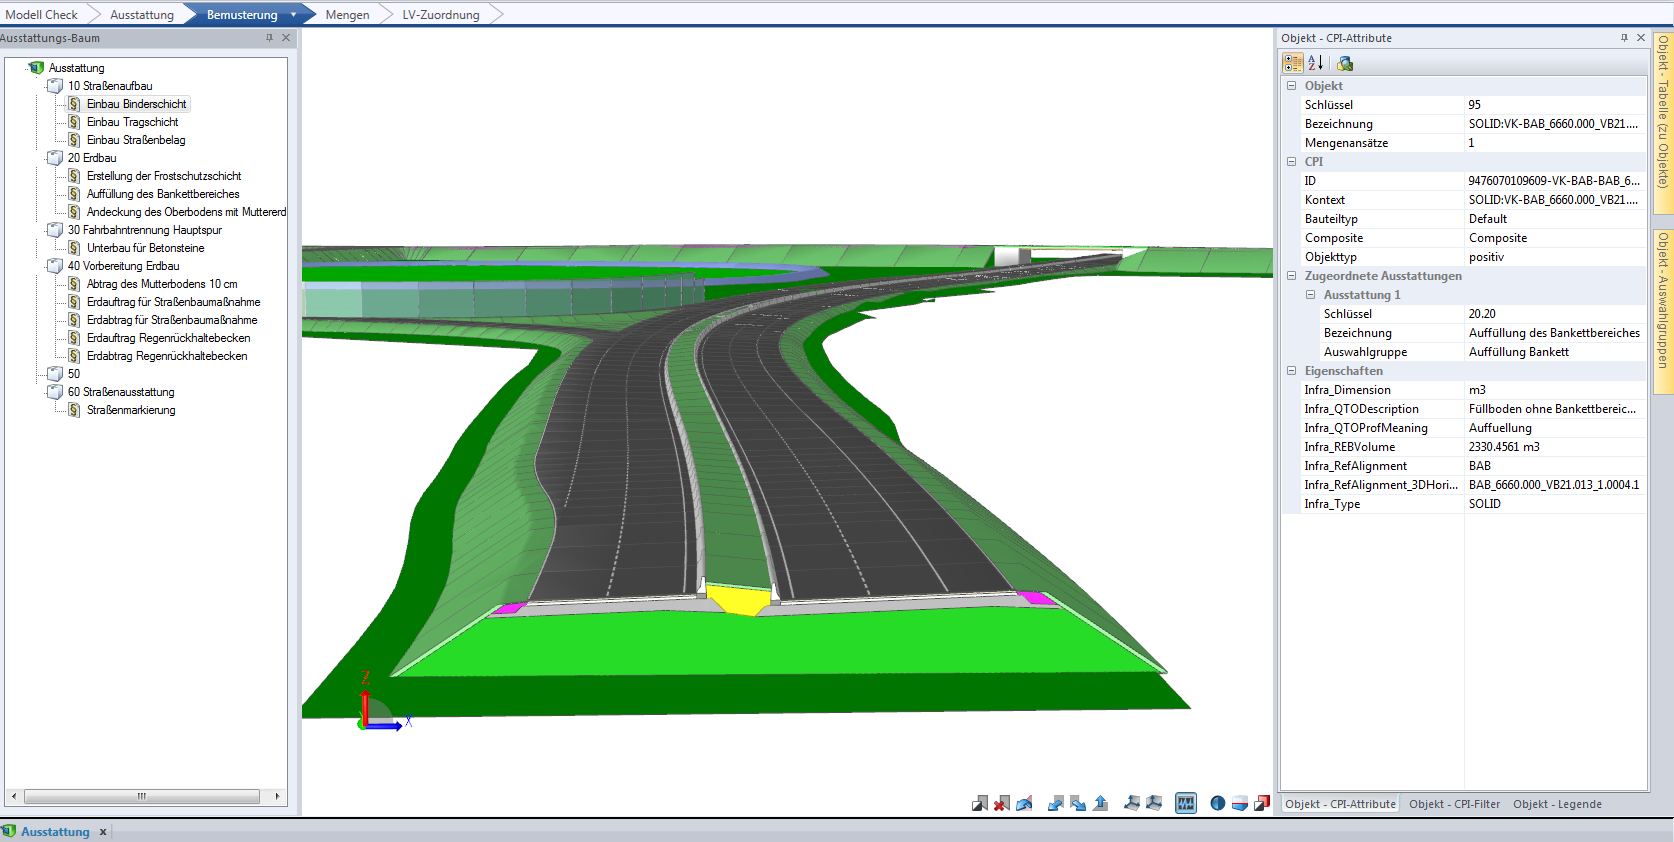 Modell Check
Ausstattung
Bemusterung
Mengen
LV-Zuordnung
Ausstattungs-Baum
Ausstattung
10 Straßenaufbau
Einbau Binderschicht
Einbau Tragschicht
Einbau Straßenbelag
20 Erdbau
Erstellung der Frostschutzschicht
Auffüllung des Bankettbereiches
Andeckung des Oberbodens mit Muttererd
30 Fahrbahntrennung Hauptspur
Unterbau für Betonsteine
40 Vorbereitung Erdbau
Abtrag des Mutterbodens 10 cm
Erdauftrag für Straßenbaumaßnahme
Erdabtrag für Straßenbaumaßnahme
Erdauftrag Regenrückhaltebecken
Erdabtrag Regenrückhaltebecken
50
60 Straßenausstattung
Straßenmarkierung
Z
X
Objekt - CPI-Attribute
Objekt
Schlüssel 95
Bezeichnung SOLID:VK-BAB_6660.000_VB21....
Mengenansätze 1
CPI
ID 9476070109609-VK-BAB-BAB_6...
Kontext SOLID:VK-BAB_6660.000_VB21....
Bauteiltyp Default
Composite Composite
Objekttyp positiv
Zugeordnete Ausstattungen
Ausstattung 1
Schlüssel 20.20
Bezeichnung Auffüllung des Bankettbereiches
Auswahlgruppe Auffüllung Bankett
Eigenschaften
Infra_Dimension m3
Infra_QTODescription Füllboden ohne Bankettbereic...
Infra_QTOProfMeaning Auffuellung
Infra_REBVolume 2330.4561 m3
Infra_RefAlignment BAB
Infra_RefAlignment_3DHori... BAB_6660.000_VB21.013_1.0004.1
Infra_Type SOLID
Objekt - CPI-Attribute
Objekt - CPI-Filter
Objekt - Legende
Objekt - Tabelle (zu Objekte)
Objekt - Auswahlgruppen
Ausstattung x